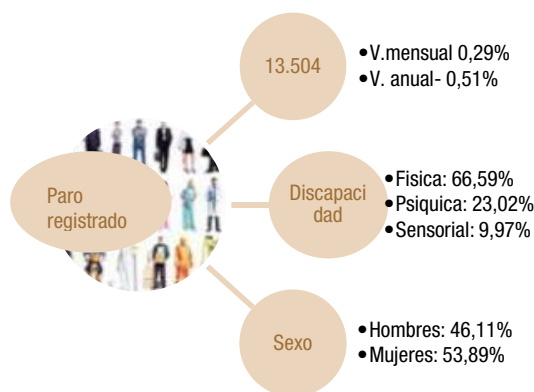 13.504
•V.mensual 0,29%
•V. anual- 0,51%
Paro
registrado
Discapaci
dad
•Fisica: 66,59%
•Psiquica: 23,02%
•Sensorial: 9,97%
Sexo
•Hombres: 46,11%
•Mujeres: 53,89%